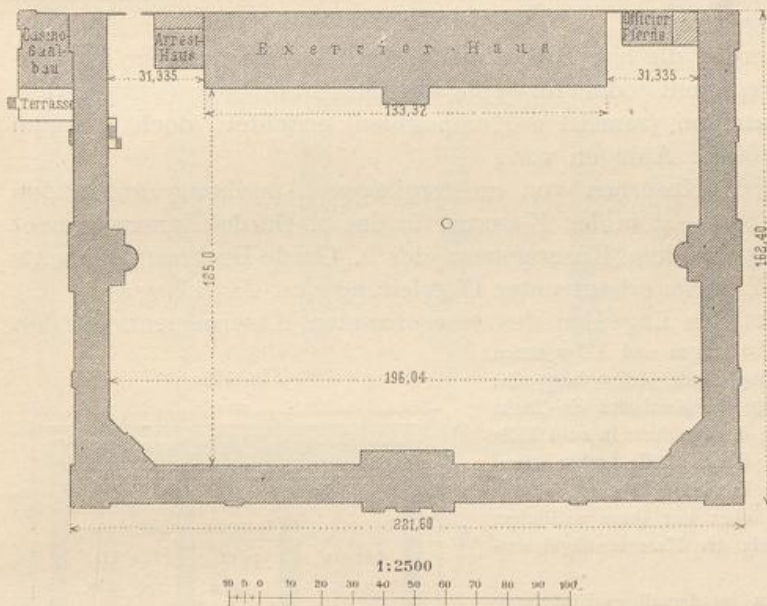 Casino-
Saal-
bau
Terrasse
Arrest-
Haus
Exercier-Haus
Officier
Pferde
31,335
31,335
133,32
125,0
162,40
196,04
221,60
1:2500
10 5 0 10 20 30 40 50 60 70 80 90 100